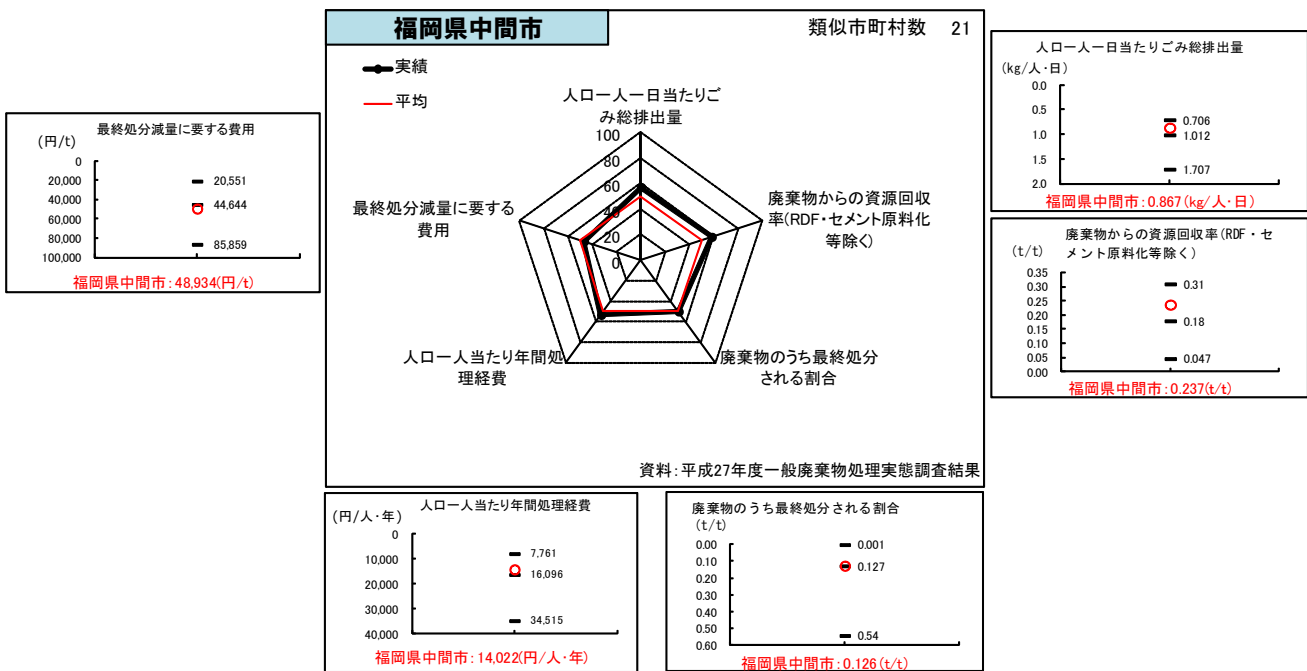 福岡県中間市
類似市町村数 21
実績
平均
人口一人一日当たりご
み総排出量
廃棄物からの資源回収
率(RDF・セメント原料化
等除く)
廃棄物のうち最終処分
される割合
人口一人当たり年間処
理経費
最終処分減量に要する
費用
100
80
60
40
20
0
資料:平成27年度一般廃棄物処理実態調査結果
最終処分減量に要する費用
(円/t)
0
20,000
40,000
60,000
80,000
100,000
20,551
44,644
85,859
福岡県中間市:48,934(円/t)
人口一人一日当たりごみ総排出量
(kg/人・日)
0.0
0.5
1.0
1.5
2.0
0.706
1.012
1.707
福岡県中間市:0.867(kg/人・日)
廃棄物からの資源回収率(RDF・セ
メント原料化等除く)
(t/t)
0.35
0.30
0.25
0.20
0.15
0.10
0.05
0.00
0.31
0.18
0.047
福岡県中間市:0.237(t/t)
人口一人当たり年間処理経費
(円/人・年)
0
10,000
20,000
30,000
40,000
7,761
16,096
34,515
福岡県中間市:14,022(円/人・年)
廃棄物のうち最終処分される割合
(t/t)
0.00
0.10
0.20
0.30
0.40
0.50
0.60
0.001
0.127
0.54
福岡県中間市:0.126(t/t)